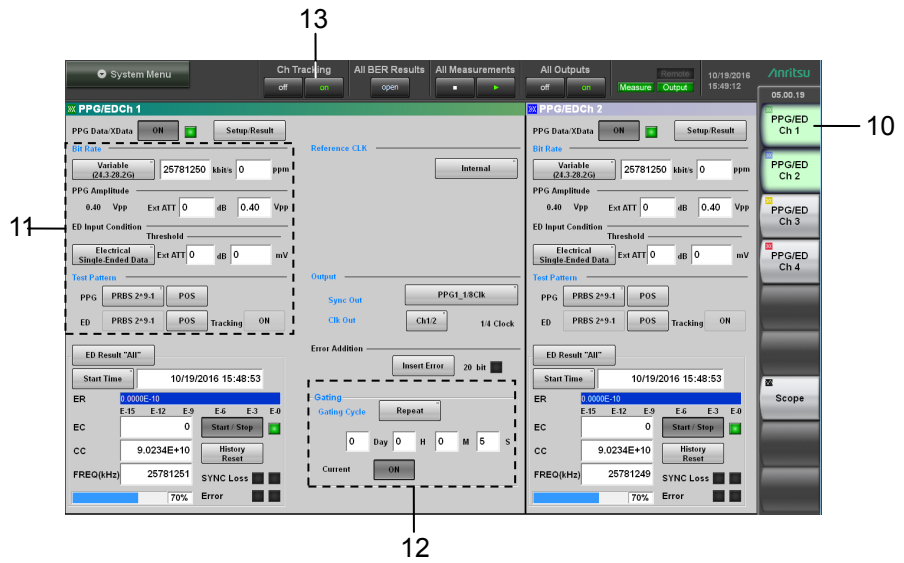 13
System Menu
Ch Tracking
off on
All BER Results
open
All Measurements
All Outputs
off on
Remote
Measure Output
10/19/2016
15:49:12
Anritsu
05.00.19
PPG/EDCh 1
PPG Data/XData ON Setup/Result
Bit Rate
Variable
(24.3-28.2G)
25781250 kbit/s 0 ppm
PPG Amplitude
0.40 Vpp Ext ATT 0 dB 0.40 Vpp
ED Input Condition
Threshold
Electrical
Single-Ended Data
Ext ATT 0 dB 0 mV
Test Pattern
PPG PRBS 2^9-1 POS
ED PRBS 2^9-1 POS Tracking ON
ED Result "All"
Start Time 10/19/2016 15:48:53
ER 0.0000E-10
E-15 E-12 E-9 E-6 E-3 E-0
EC 0 Start / Stop
CC 9.0234E+10 History
Reset
FREQ(kHz) 25781251 SYNC Loss
70% Error
Reference CLK
Internal
Output
Sync Out PPG1_1/8Clk
Clk Out Ch1/2 1/4 Clock
Error Addition
Insert Error 20 bit
Gating
Gating Cycle Repeat
0 Day 0 H 0 M 5 S
Current ON
PPG/EDCh 2
PPG Data/XData ON Setup/Result
Bit Rate
Variable
(24.3-28.2G)
25781250 kbit/s 0 ppm
PPG Amplitude
0.40 Vpp Ext ATT 0 dB 0.40 Vpp
ED Input Condition
Threshold
Electrical
Single-Ended Data
Ext ATT 0 dB 0 mV
Test Pattern
PPG PRBS 2^9-1 POS
ED PRBS 2^9-1 POS Tracking ON
ED Result "All"
Start Time 10/19/2016 15:48:53
ER 0.0000E-10
E-15 E-12 E-9 E-6 E-3 E-0
EC 0 Start / Stop
CC 9.0234E+10 History
Reset
FREQ(kHz) 25781249 SYNC Loss
70% Error
PPG/ED
Ch 1
PPG/ED
Ch 2
PPG/ED
Ch 3
PPG/ED
Ch 4
Scope
10
11
12